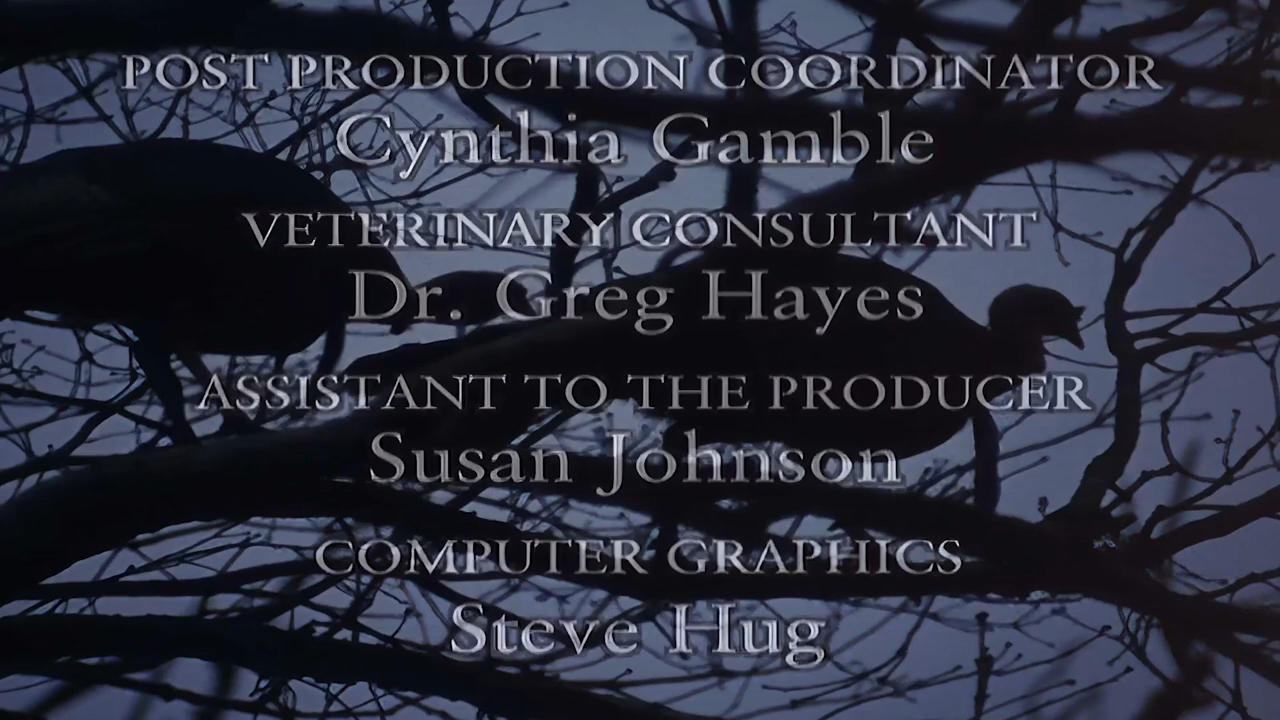 POST PRODUCTION COORDINATOR
Cynthia Gamble
VETERINARY CONSULTANT
Dr. Greg Hayes
ASSISTANT TO THE PRODUCER
Susan Johnson
COMPUTER GRAPHICS
Steve Hug